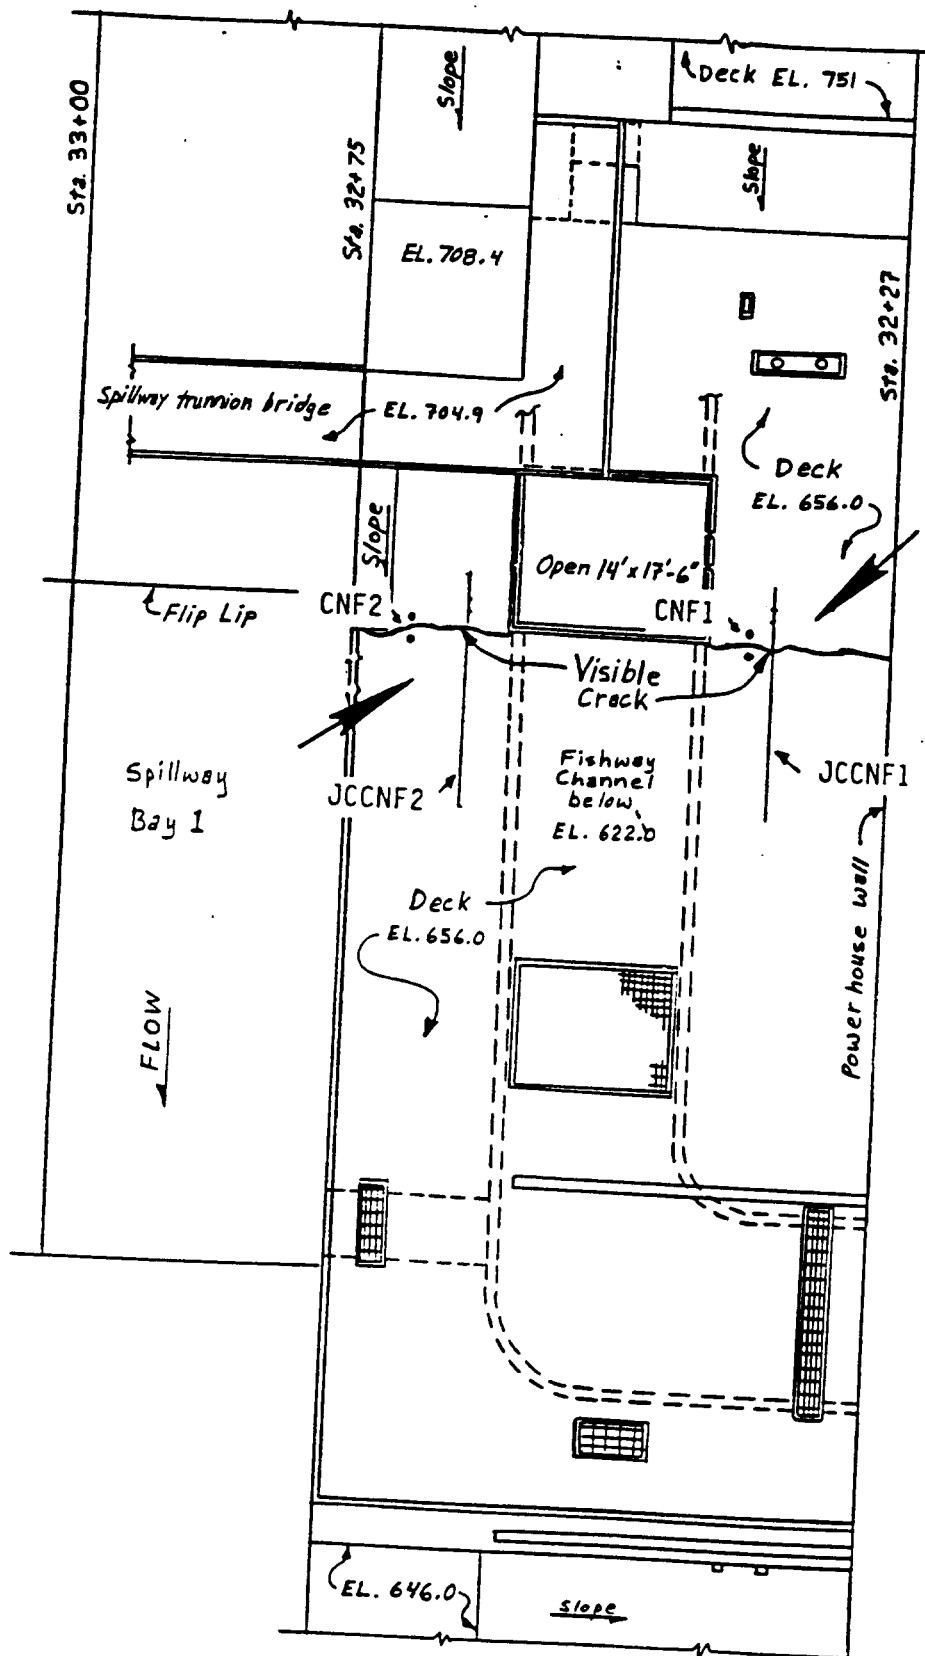 Deck EL. 751
Slope
Sta. 33+00
Sta. 32+75
Slope
EL. 708.4
Sta. 32+27
Spillway trunnion bridge
EL. 704.9
Deck
EL. 656.0
Slope
Open 14' x 17'-6"
Flip Lip
CNF2
CNF1
Visible
Crack
Spillway
Bay 1
JCCNF2
Fishway
Channel
below
EL. 622.0
JCCNF1
Deck
EL. 656.0
Powerhouse wall
FLOW
EL. 646.0
slope